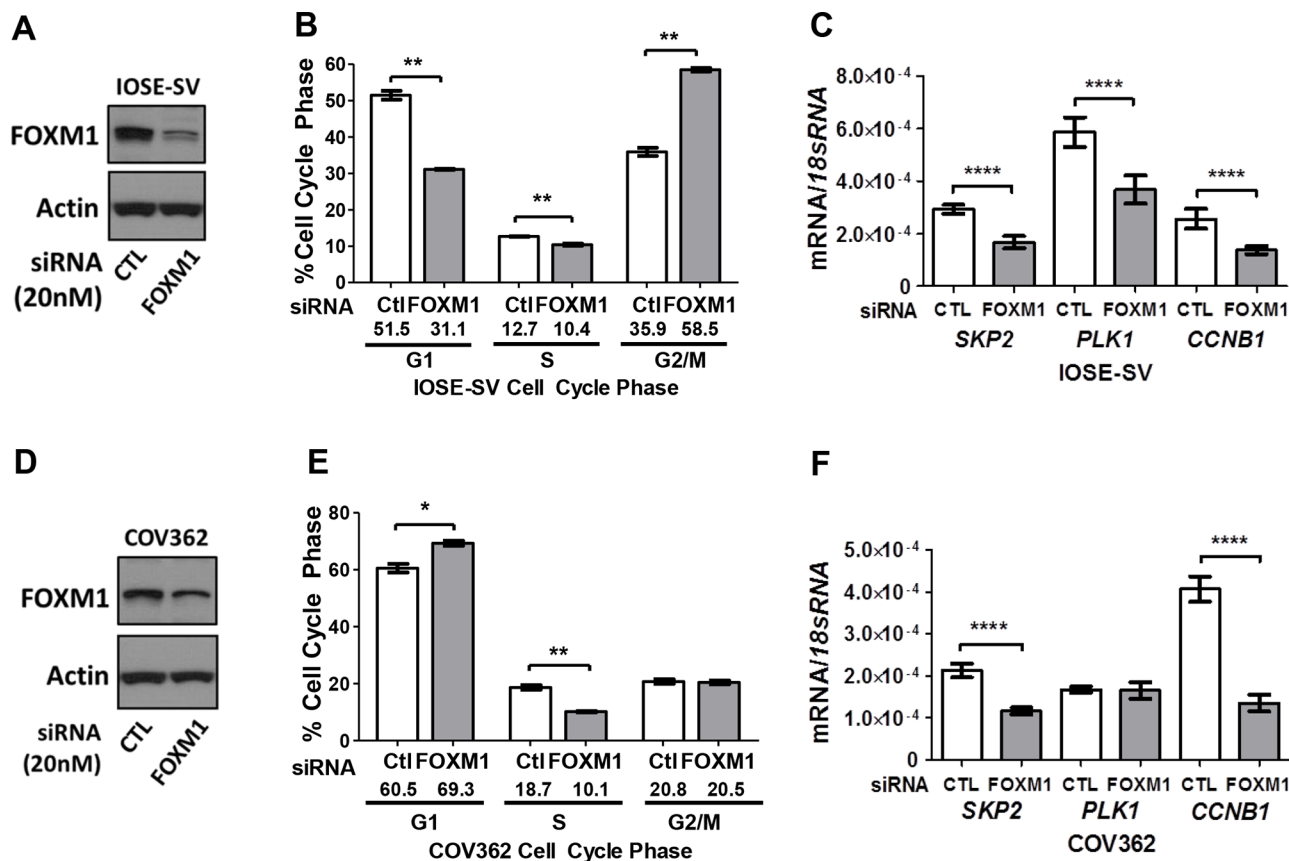 A
IOSE-SV
FOXM1
Actin
siRNA
(20nM)
CTL
FOXM1
B
% Cell Cycle Phase
60
50
40
30
20
10
0
**
**
**
siRNA
Ctl FOXM1 Ctl FOXM1 Ctl FOXM1
51.5 31.1 12.7 10.4 35.9 58.5
G1 S G2/M
IOSE-SV Cell Cycle Phase
C
mRNA/18sRNA
8.0×10-4
6.0×10-4
4.0×10-4
2.0×10-4
0
****
****
****
siRNA CTL FOXM1 CTL FOXM1 CTL FOXM1
SKP2 PLK1 CCNB1
IOSE-SV
D
COV362
FOXM1
Actin
siRNA
(20nM)
CTL
FOXM1
E
% Cell Cycle Phase
80
60
40
20
0
*
**
siRNA
Ctl FOXM1 Ctl FOXM1 Ctl FOXM1
60.5 69.3 18.7 10.1 20.8 20.5
G1 S G2/M
COV362 Cell Cycle Phase
F
mRNA/18sRNA
5.0×10-4
4.0×10-4
3.0×10-4
2.0×10-4
1.0×10-4
0
****
****
siRNA CTL FOXM1 CTL FOXM1 CTL FOXM1
SKP2 PLK1 CCNB1
COV362